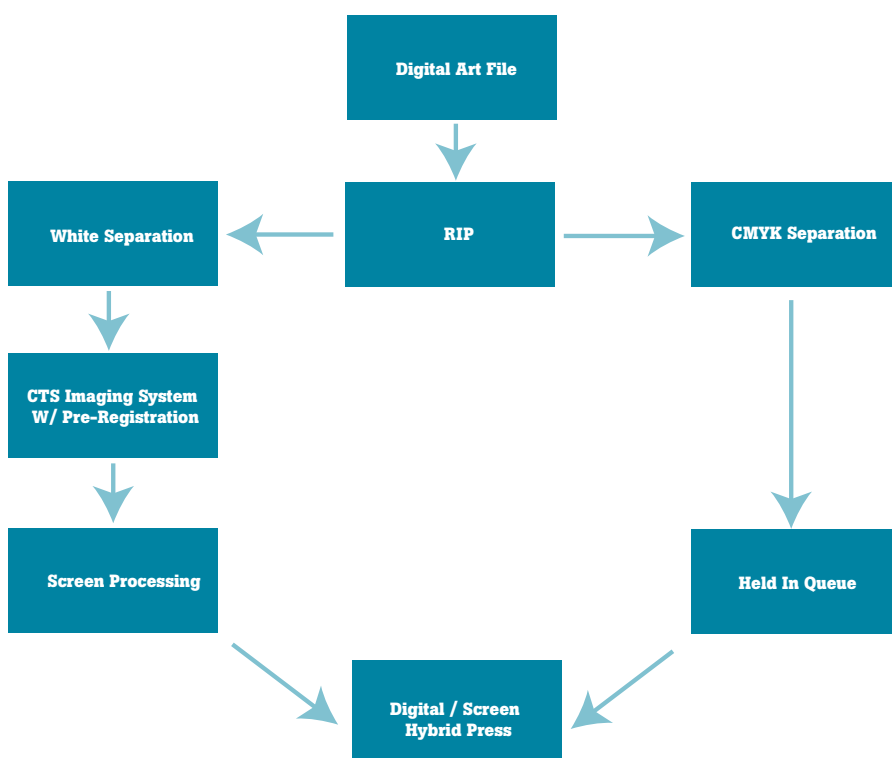 Digital Art File
White Separation
RIP
CMYK Separation
CTS Imaging System
W/ Pre-Registration
Screen Processing
Held In Queue
Digital / Screen
Hybrid Press